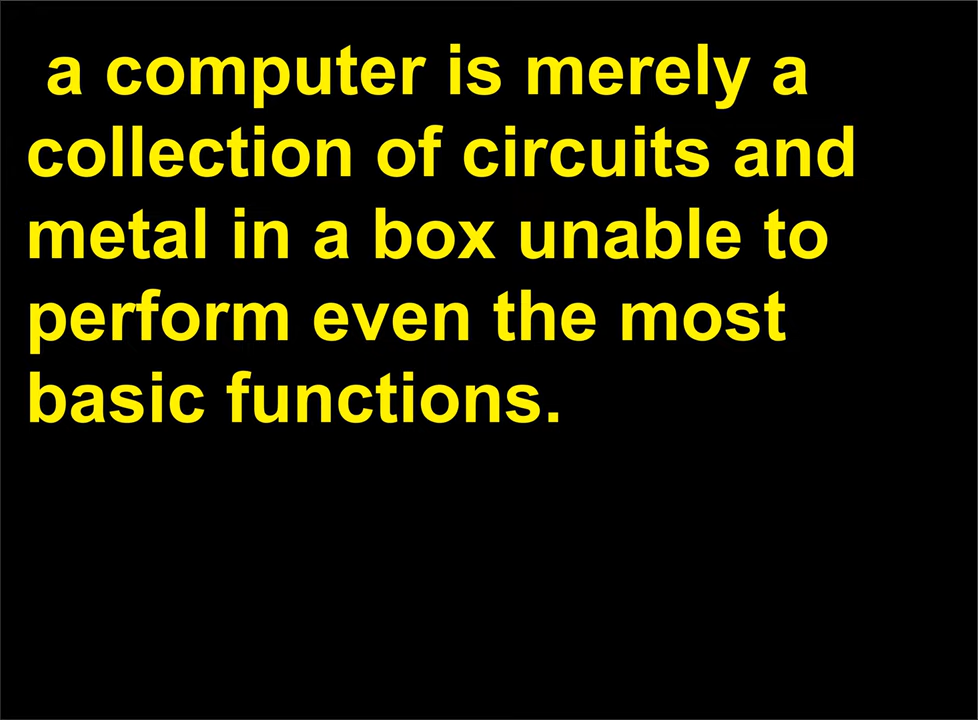 a computer is merely a
collection of circuits and
metal in a box unable to
perform even the most
basic functions.